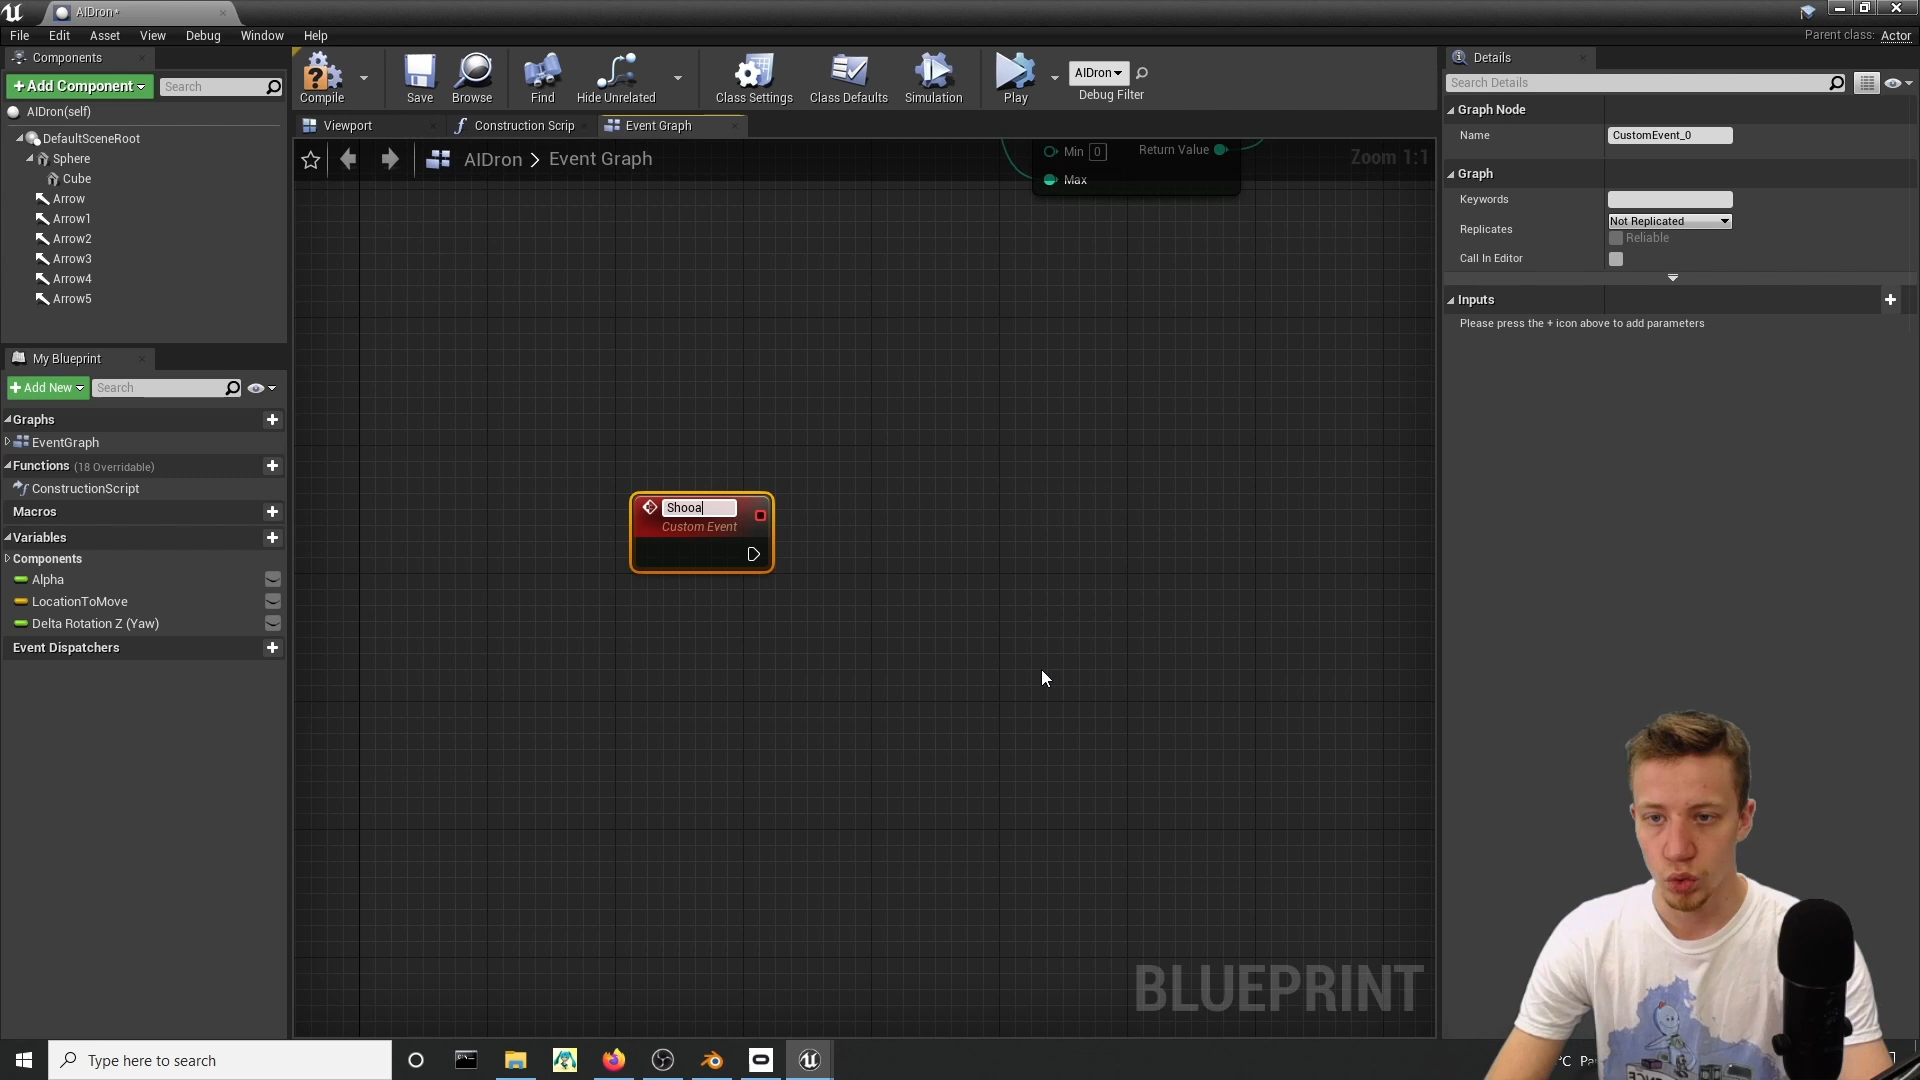 AIDron*
File Edit Asset View Debug Window Help
Parent class: Actor
Components
+Add Component
Search
AIDron(self)
DefaultSceneRoot
Sphere
Cube
Arrow
Arrow1
Arrow2
Arrow3
Arrow4
Arrow5
My Blueprint
+Add New
Search
Graphs
EventGraph
Functions (18 Overridable)
ConstructionScript
Macros
Variables
Components
Alpha
LocationToMove
Delta Rotation Z (Yaw)
Event Dispatchers
Compile
Save
Browse
Find
Hide Unrelated
Class Settings
Class Defaults
Simulation
Play
AIDron
Debug Filter
Viewport
Construction Scrip
Event Graph
AIDron > Event Graph
Zoom 1:1
Min 0
Return Value
Max
Shooa
Custom Event
BLUEPRINT
Details
Search Details
Graph Node
Name CustomEvent_0
Graph
Keywords
Replicates Not Replicated
Reliable
Call In Editor
Inputs
Please press the + icon above to add parameters
Type here to search
°C